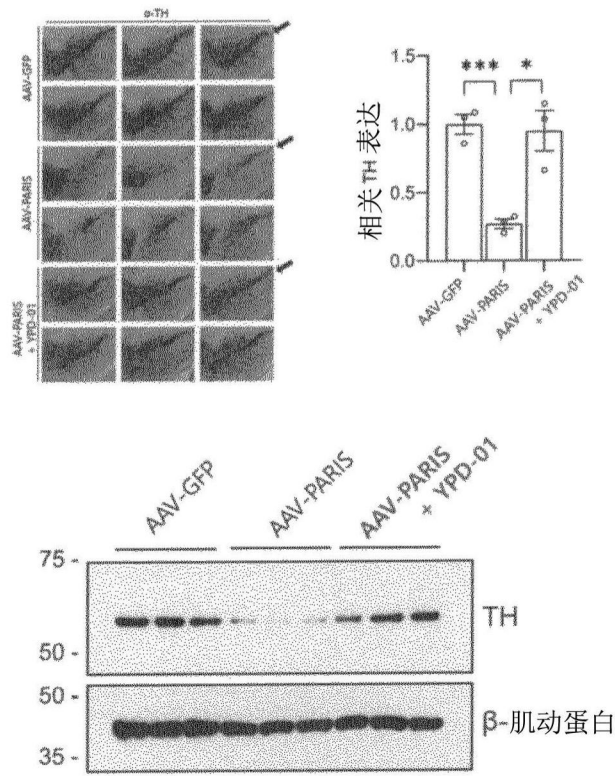 α-TH
AAV-GFP
AAV-PARIS
AAV-PARIS
+ YPD-01
相关 TH 表达
1.5
1.0
0.5
0.0
*** *
AAV-GFP
AAV-PARIS
AAV-PARIS
+ YPD-01
AAV-GFP
AAV-PARIS
AAV-PARIS
× YPD-01
75 -
50 -
TH
50 -
35 -
β-肌动蛋白